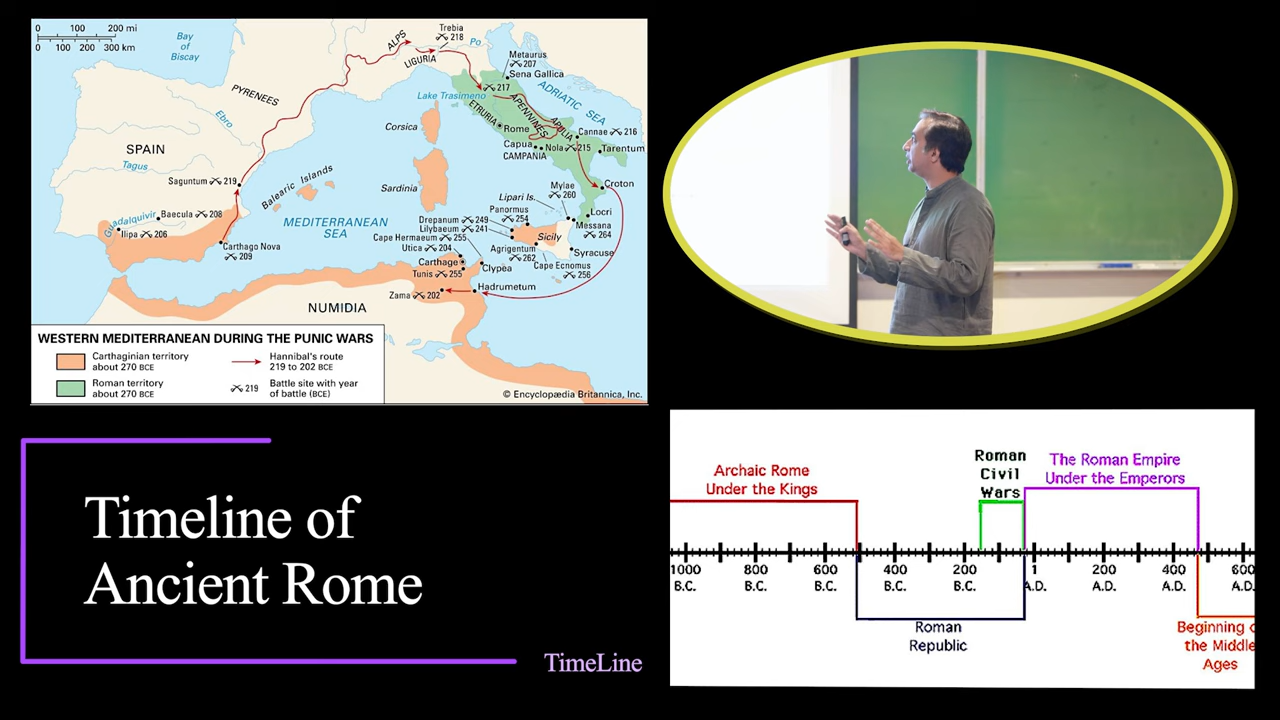 0 100 200 mi
0 100 200 300 km
Bay
of
Biscay
ALPS
Trebia
218
Po
LIGURIA
Metaurus
207
Sena Gallica
PYRENEES
217
Lake Trasimeno
ADRIATIC SEA
Ebro
ETRURIA
APENNINES
Corsica
Rome
APULIA
Cannae 216
SPAIN
Capua
Nola 215
Tarentum
CAMPANIA
Tagus
Saguntum 219
Balearic Islands
Sardinia
Mylae
260
Croton
Lipari Is.
Guadalquivir
Baecula 208
MEDITERRANEAN
SEA
Panormus
254
Locri
Messana
264
Drepanum 249
Lilybaeum 241
Ilipa 206
Cape Hermaeum 255
Sicily
Carthago Nova
209
Utica 204
Agrigentum
262
Syracuse
Carthage
Clypea
Cape Ecnomus
256
Tunis 255
Hadrumetum
Zama 202
NUMIDIA
WESTERN MEDITERRANEAN DURING THE PUNIC WARS
Carthaginian territory
about 270 BCE
Hannibal's route
219 to 202 BCE
Roman territory
about 270 BCE
219
Battle site with year
of battle (BCE)
© Encyclopædia Britannica, Inc.
Timeline of
Ancient Rome
TimeLine
Archaic Rome
Under the Kings
Roman
Civil
Wars
The Roman Empire
Under the Emperors
1000 800 600 400 200 1 200 400 600
B.C. B.C. B.C. B.C. B.C. A.D. A.D. A.D. A.D.
Roman
Republic
Beginning
the Middle
Ages